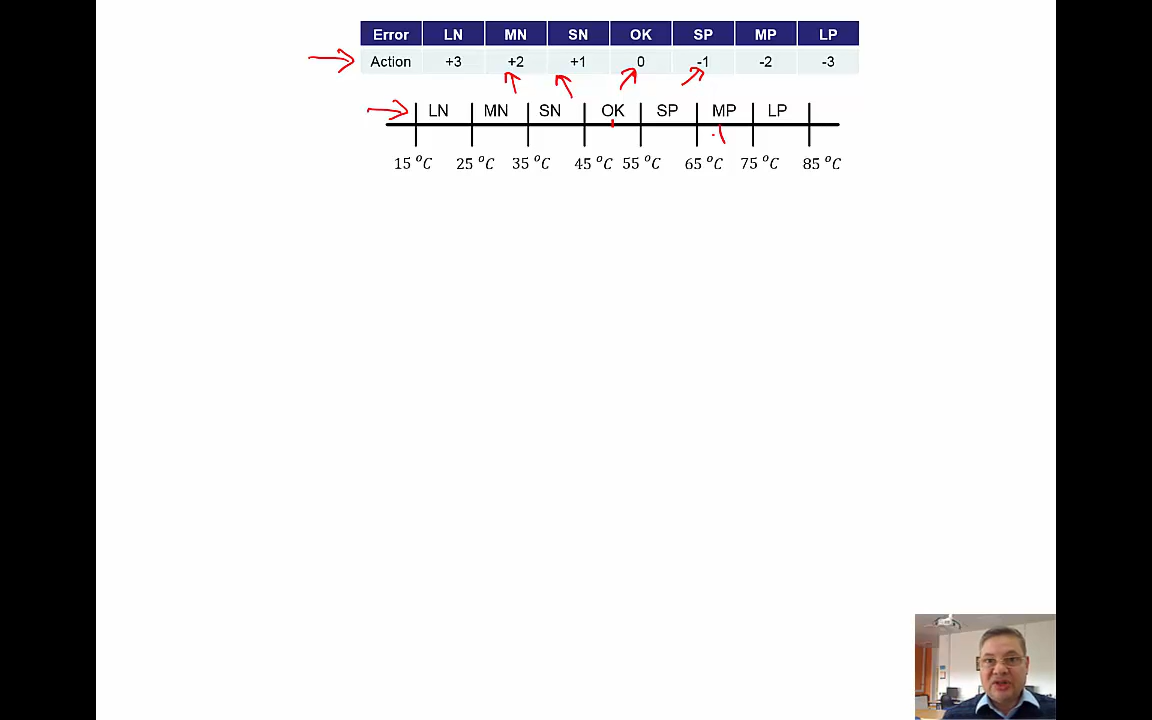 Error LN MN SN OK SP MP LP
Action +3 +2 +1 0 -1 -2 -3
LN MN SN OK SP MP LP
15 °C 25 °C 35 °C 45 °C 55 °C 65 °C 75 °C 85 °C